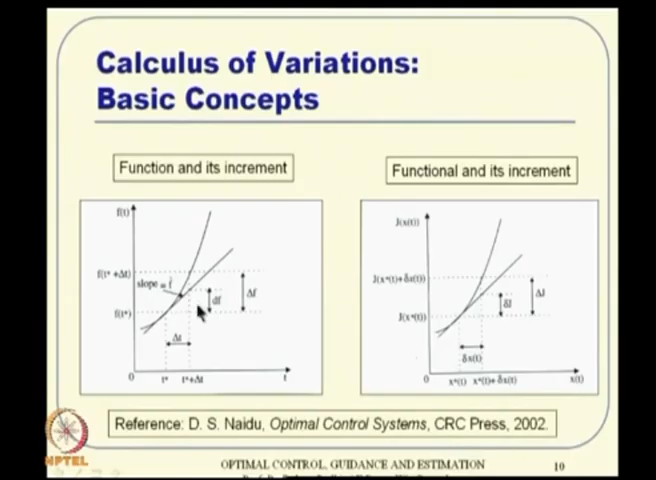 Calculus of Variations:
Basic Concepts
Function and its increment
Functional and its increment
f(t)
f(t*+Δt)
slope = ḟ
f(t*)
df
Δf
Δt
0
t*
t*+Δt
t
J(x(t))
J(x*(t)+δx(t))
J(x*(t))
δJ
ΔJ
δx(t)
0
x*(t)
x*(t)+δx(t)
x(t)
Reference: D. S. Naidu, Optimal Control Systems, CRC Press, 2002.
NPTEL
OPTIMAL CONTROL, GUIDANCE AND ESTIMATION
10